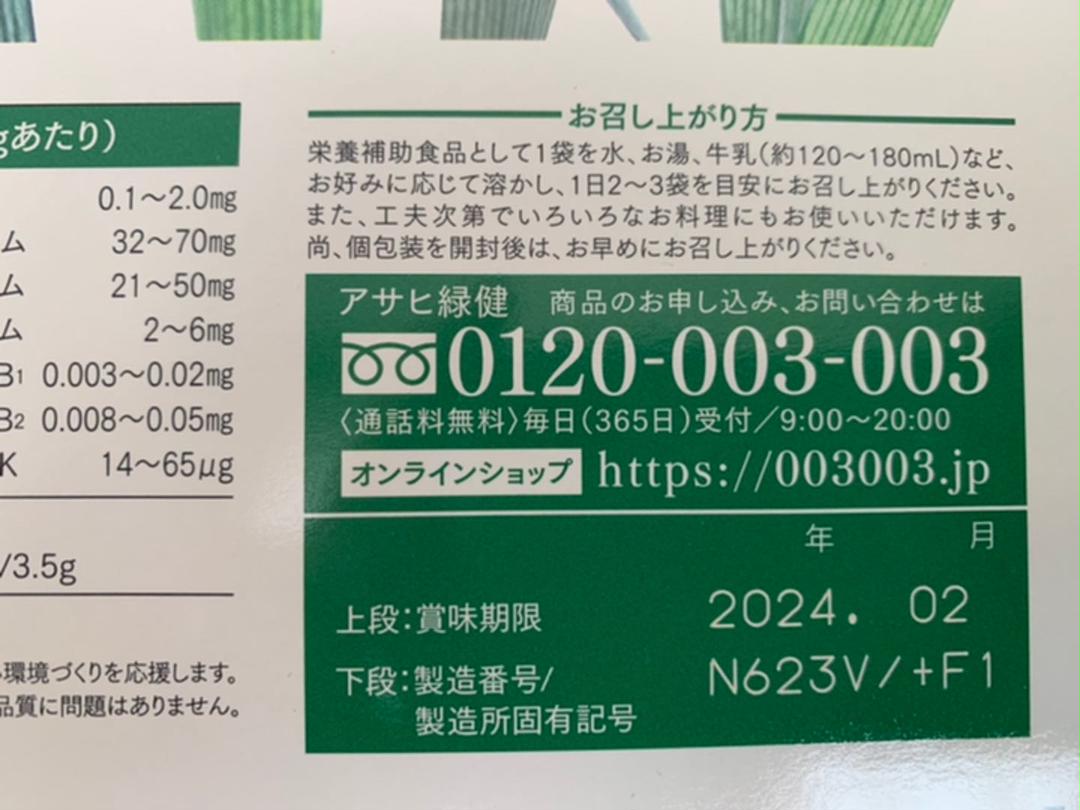 gあたり）
0.1～2.0mg
ム 32～70mg
ム 21～50mg
ム 2～6mg
B1 0.003～0.02mg
B2 0.008～0.05mg
K 14～65μg
/3.5g
環境づくりを応援します。
品質に問題はありません。
お召し上がり方
栄養補助食品として1袋を水、お湯、牛乳（約120～180mL）など、
お好みに応じて溶かし、1日2～3袋を目安にお召し上がりください。
また、工夫次第でいろいろなお料理にもお使いいただけます。
尚、個包装を開封後は、お早めにお召し上がりください。
アサヒ緑健 商品のお申し込み、お問い合わせは
0120-003-003
〈通話料無料〉毎日（365日）受付／9:00～20:00
オンラインショップ https://003003.jp
年 月
上段：賞味期限 2024. 02
下段：製造番号/ N623V/+F1
製造所固有記号